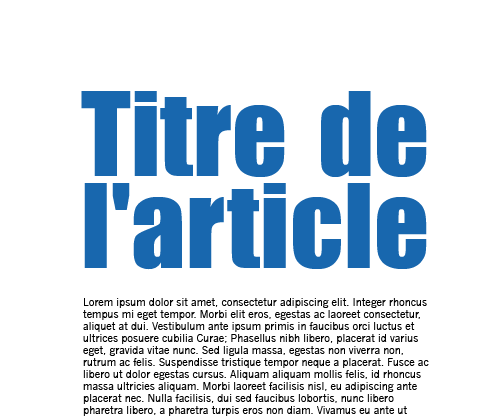 Titre de
l'article
Lorem ipsum dolor sit amet, consectetur adipiscing elit. Integer rhoncus
tempus mi eget tempor. Morbi elit eros, egestas ac laoreet consectetur,
aliquet at dui. Vestibulum ante ipsum primis in faucibus orci luctus et
ultrices posuere cubilia Curae; Phasellus nibh libero, placerat id varius
eget, gravida vitae nunc. Sed ligula massa, egestas non viverra non,
rutrum ac felis. Suspendisse tristique tempor neque a placerat. Fusce ac
libero ut dolor egestas cursus. Aliquam aliquam mollis felis, id rhoncus
massa ultricies aliquam. Morbi laoreet facilisis nisl, eu adipiscing ante
placerat nec. Nulla facilisis, dui sed faucibus lobortis, nunc libero
pharetra libero, a pharetra turpis eros non diam. Vivamus eu ante ut